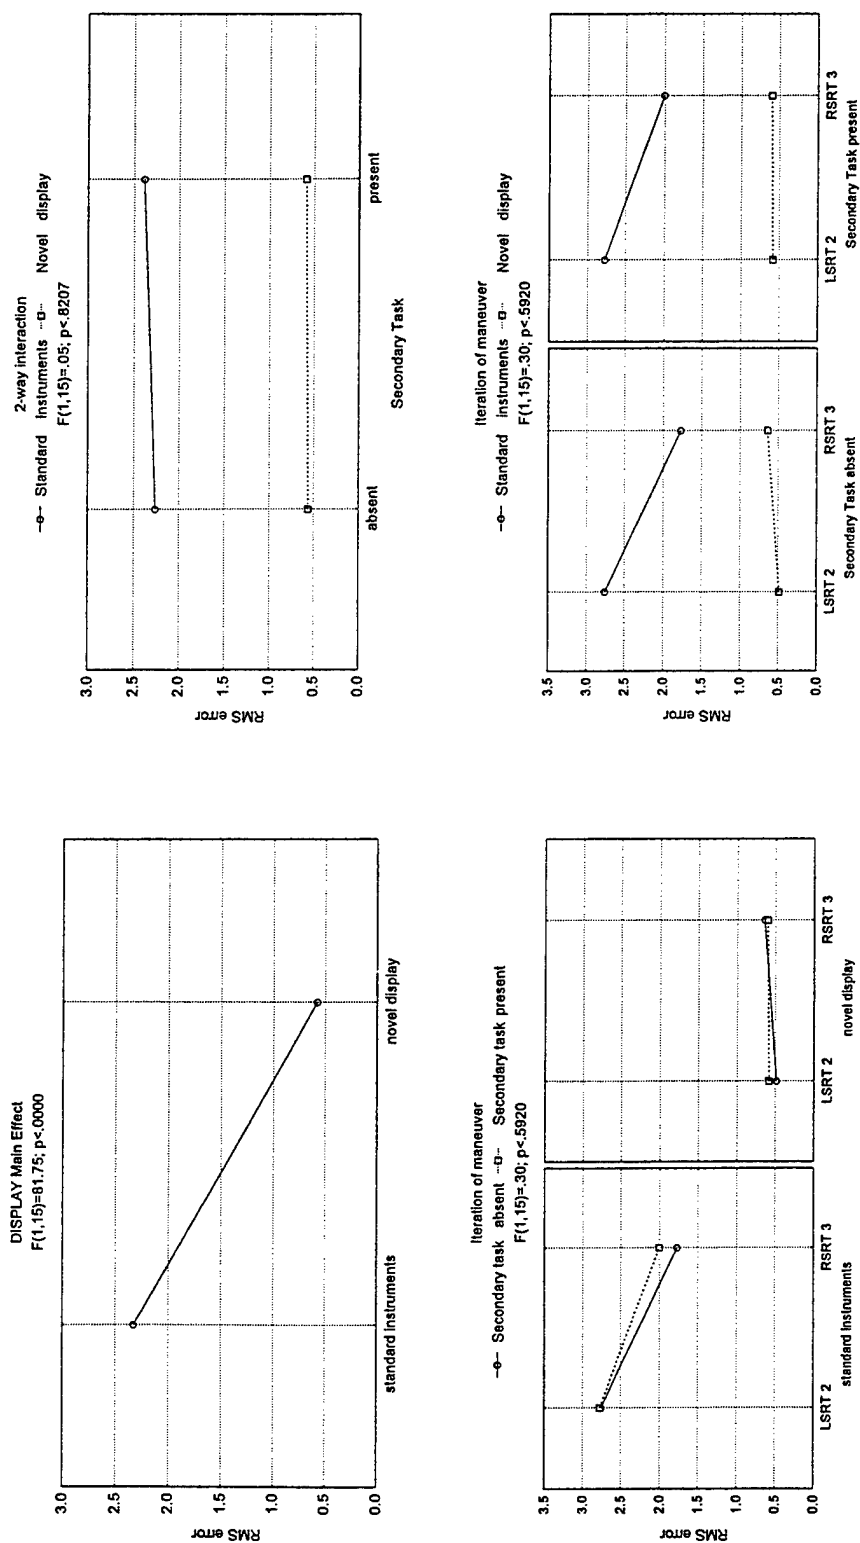 DISPLAY Main Effect
F(1,15)=81.75; p<.0000
3.0
2.5
2.0
1.5
1.0
0.5
0.0
RMS error
standard instruments
novel display
2-way interaction
Standard instruments Novel display
F(1,15)=.05; p<.8207
3.0
2.5
2.0
1.5
1.0
0.5
0.0
RMS error
absent
present
Secondary Task
Iteration of maneuver
Secondary task absent Secondary task present
F(1,15)=.30; p<.5920
3.5
3.0
2.5
2.0
1.5
1.0
0.5
0.0
RMS error
LSRT 2
RSRT 3
standard instruments
LSRT 2
RSRT 3
novel display
Iteration of maneuver
Standard instruments Novel display
F(1,15)=.30; p<.5920
3.5
3.0
2.5
2.0
1.5
1.0
0.5
0.0
RMS error
LSRT 2
RSRT 3
Secondary Task absent
LSRT 2
RSRT 3
Secondary Task present